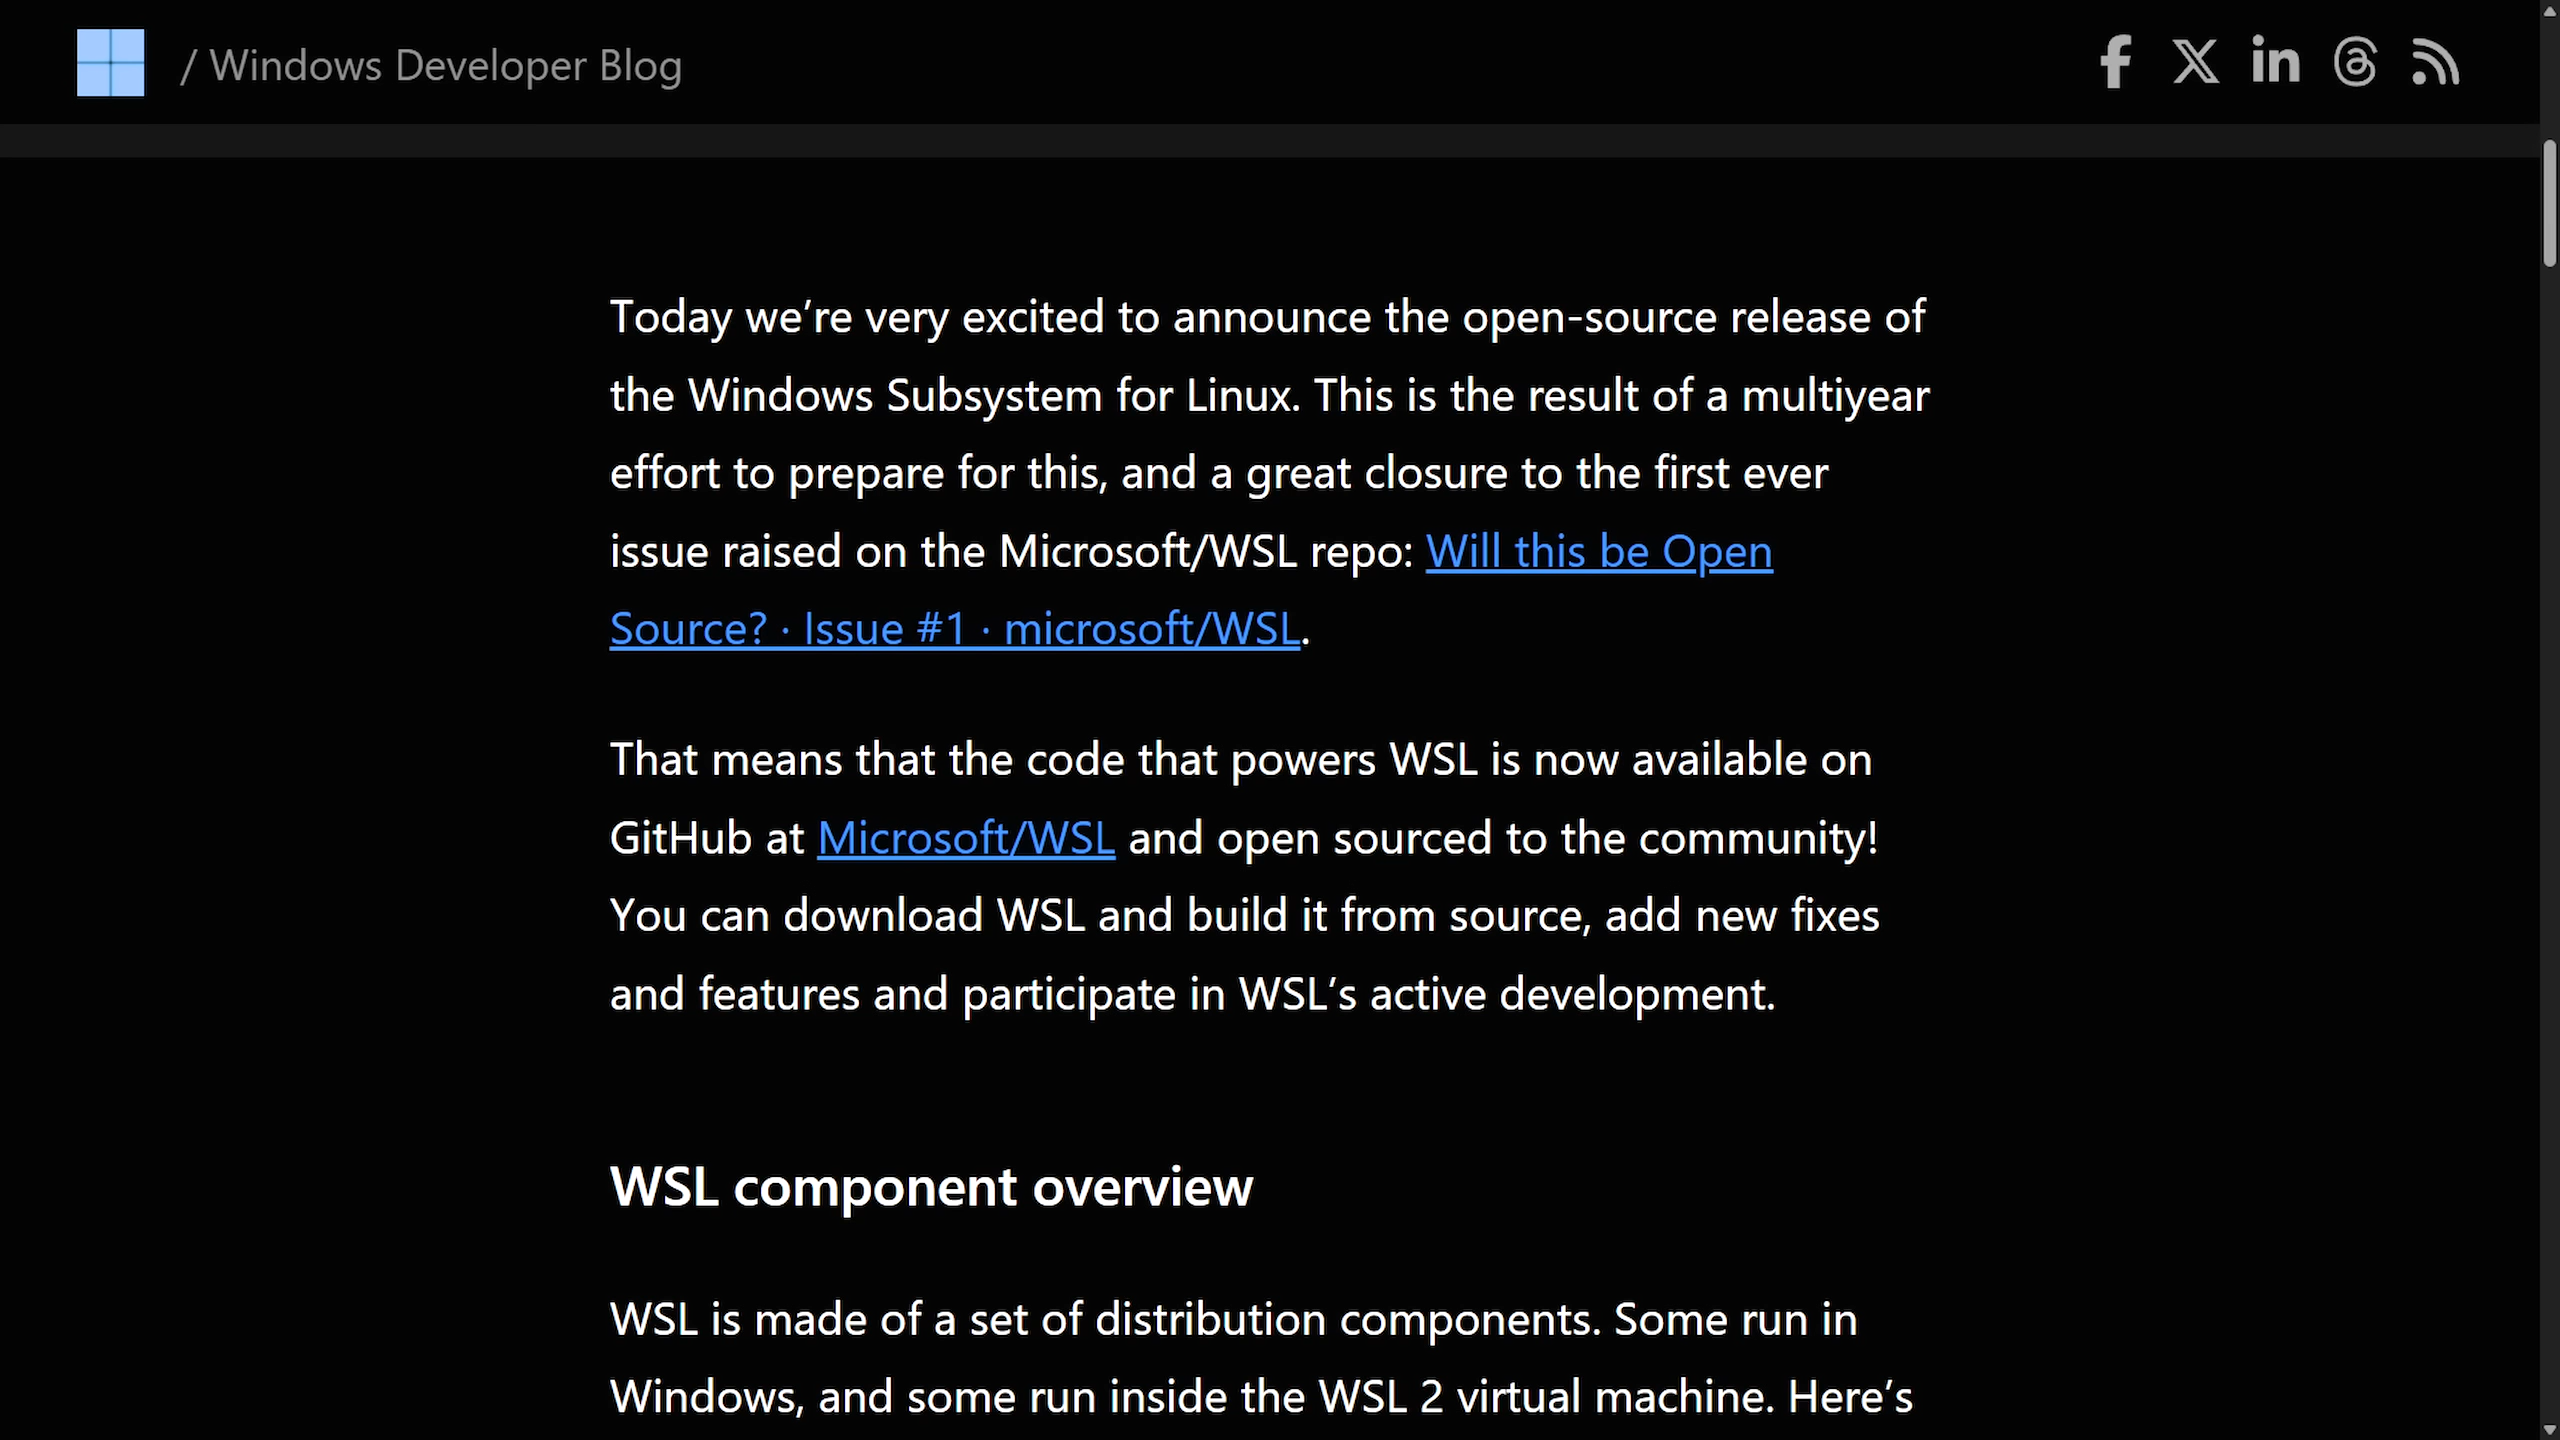 / Windows Developer Blog
Today we’re very excited to announce the open-source release of
the Windows Subsystem for Linux. This is the result of a multiyear
effort to prepare for this, and a great closure to the first ever
issue raised on the Microsoft/WSL repo: Will this be Open
Source? · Issue #1 · microsoft/WSL.
That means that the code that powers WSL is now available on
GitHub at Microsoft/WSL and open sourced to the community!
You can download WSL and build it from source, add new fixes
and features and participate in WSL’s active development.
WSL component overview
WSL is made of a set of distribution components. Some run in
Windows, and some run inside the WSL 2 virtual machine. Here’s